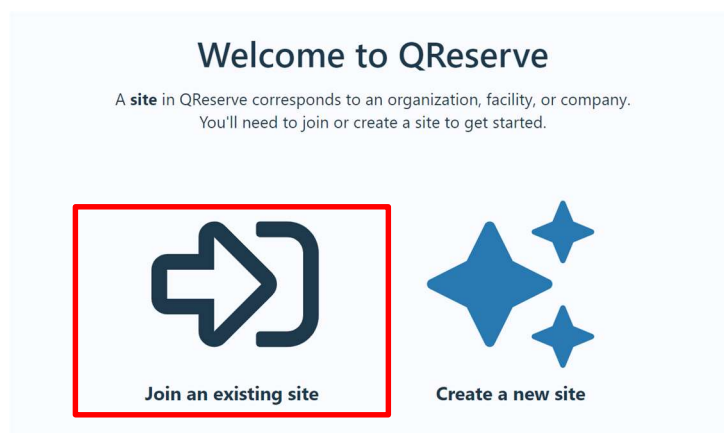 Welcome to QReserve
A site in QReserve corresponds to an organization, facility, or company.
You'll need to join or create a site to get started.
Join an existing site
Create a new site